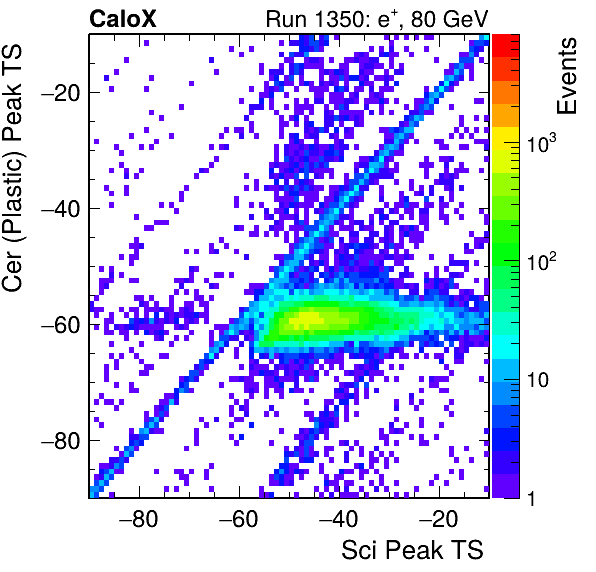 CaloX Run 1350: e⁺, 80 GeV
Cer (Plastic) Peak TS
Events
−20
−40
−60
−80
10³
10²
10
1
−80 −60 −40 −20
Sci Peak TS